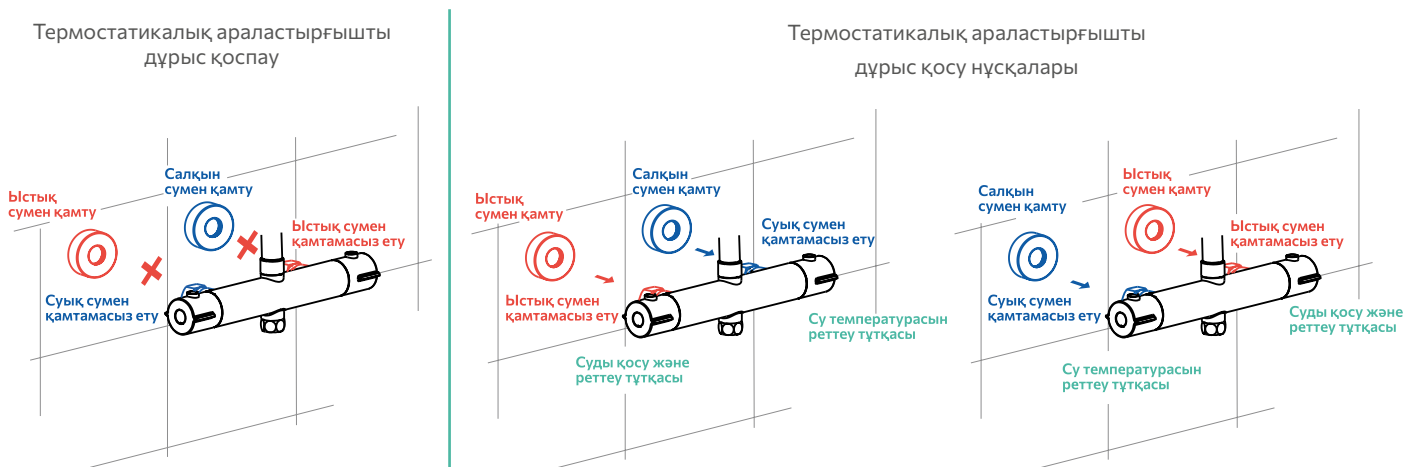 Термостатикалық араластырғышты
дұрыс қоспау
Ыстық
сумен қамту
Салқын
сумен қамту
Ыстық сумен
қамтамасыз ету
Суық сумен
қамтамасыз ету
Термостатикалық араластырғышты
дұрыс қосу нұсқалары
Ыстық
сумен қамту
Салқын
сумен қамту
Суық сумен
қамтамасыз ету
Ыстық сумен
қамтамасыз ету
Су температурасын
реттеу тұтқасы
Суды қосу және
реттеу тұтқасы
Салқын
сумен қамту
Ыстық
сумен қамту
Ыстық сумен
қамтамасыз ету
Суық сумен
қамтамасыз ету
Суды қосу және
реттеу тұтқасы
Су температурасын
реттеу тұтқасы